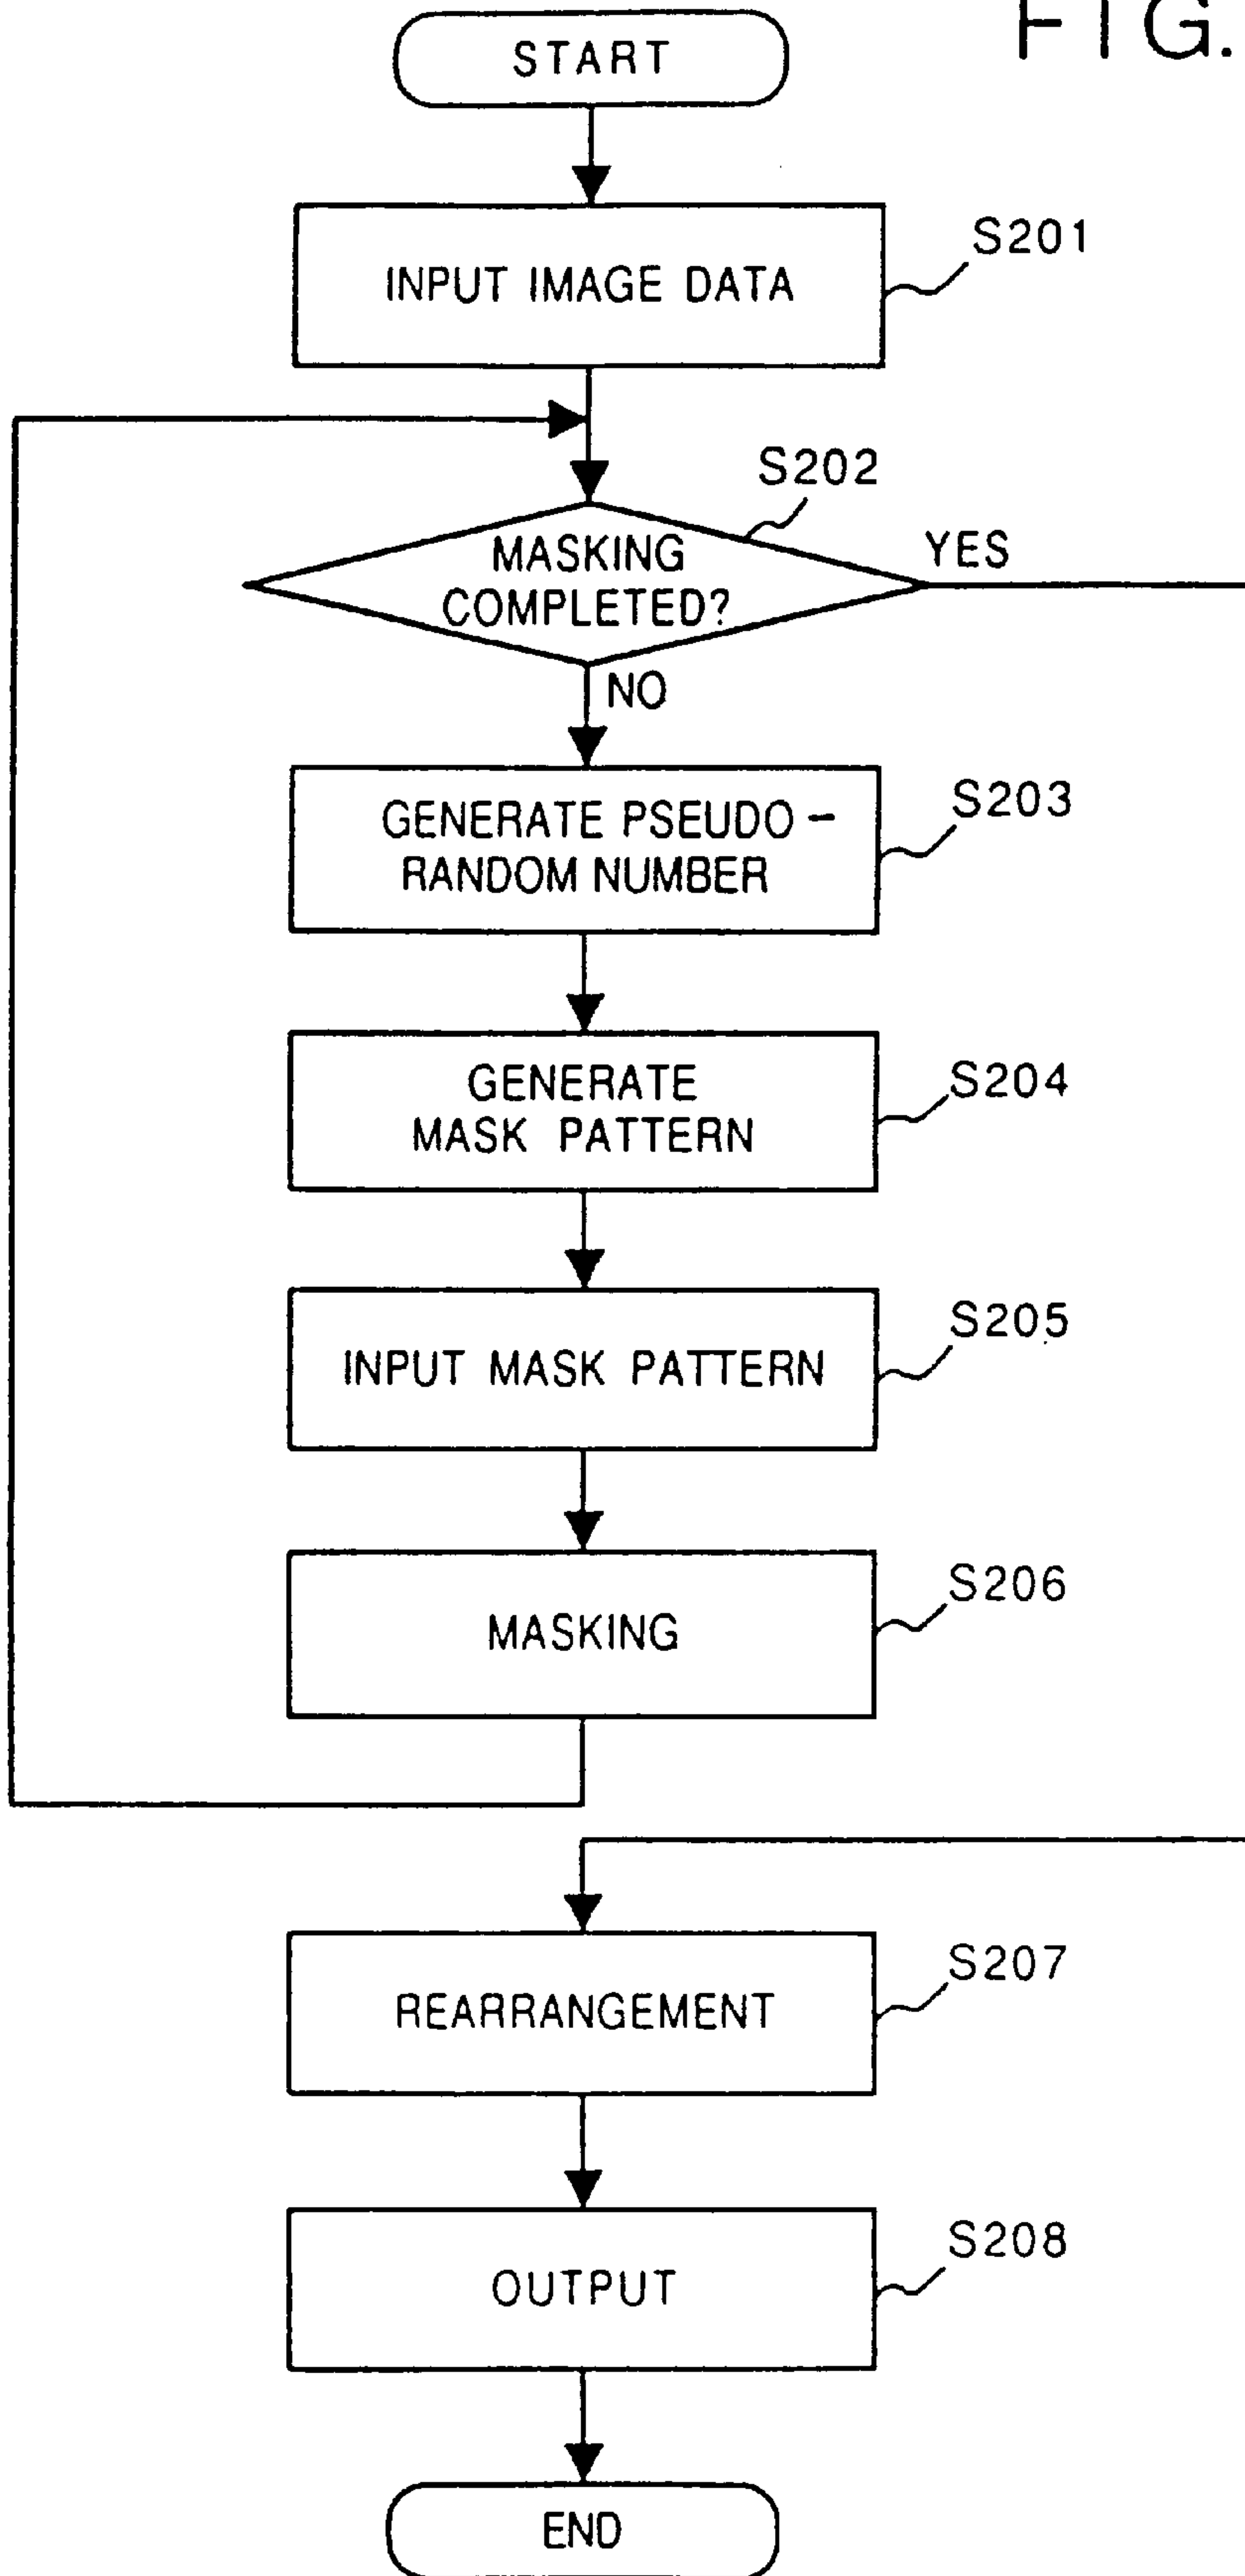 FIG.
START
INPUT IMAGE DATA
S201
S202
MASKING
COMPLETED?
YES
NO
GENERATE PSEUDO-
RANDOM NUMBER
S203
GENERATE
MASK PATTERN
S204
INPUT MASK PATTERN
S205
MASKING
S206
REARRANGEMENT
S207
OUTPUT
S208
END